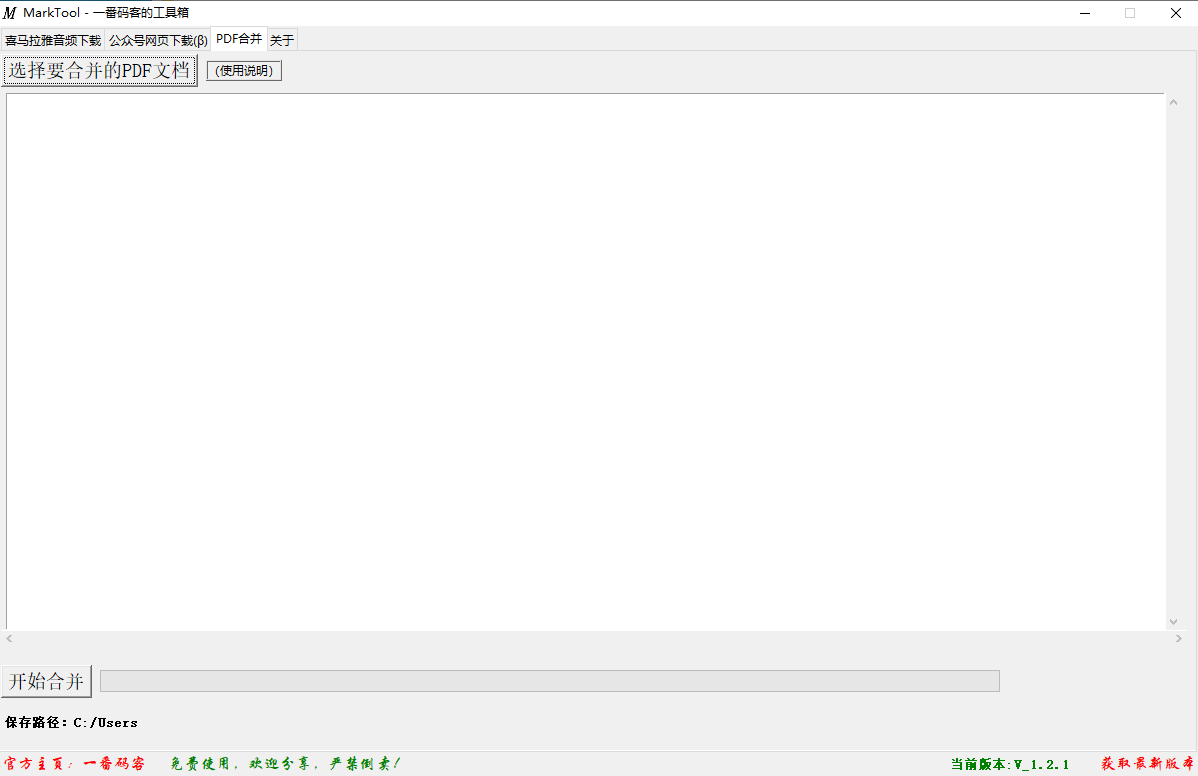 M MarkTool - 一番码客的工具箱
喜马拉雅音频下载 公众号网页下载(β) PDF合并 关于
选择要合并的PDF文档 (使用说明)
开始合并
保存路径：C:/Users
官方主页：一番码客 免费使用，欢迎分享，严禁倒卖！ 当前版本:V_1.2.1 获取最新版本